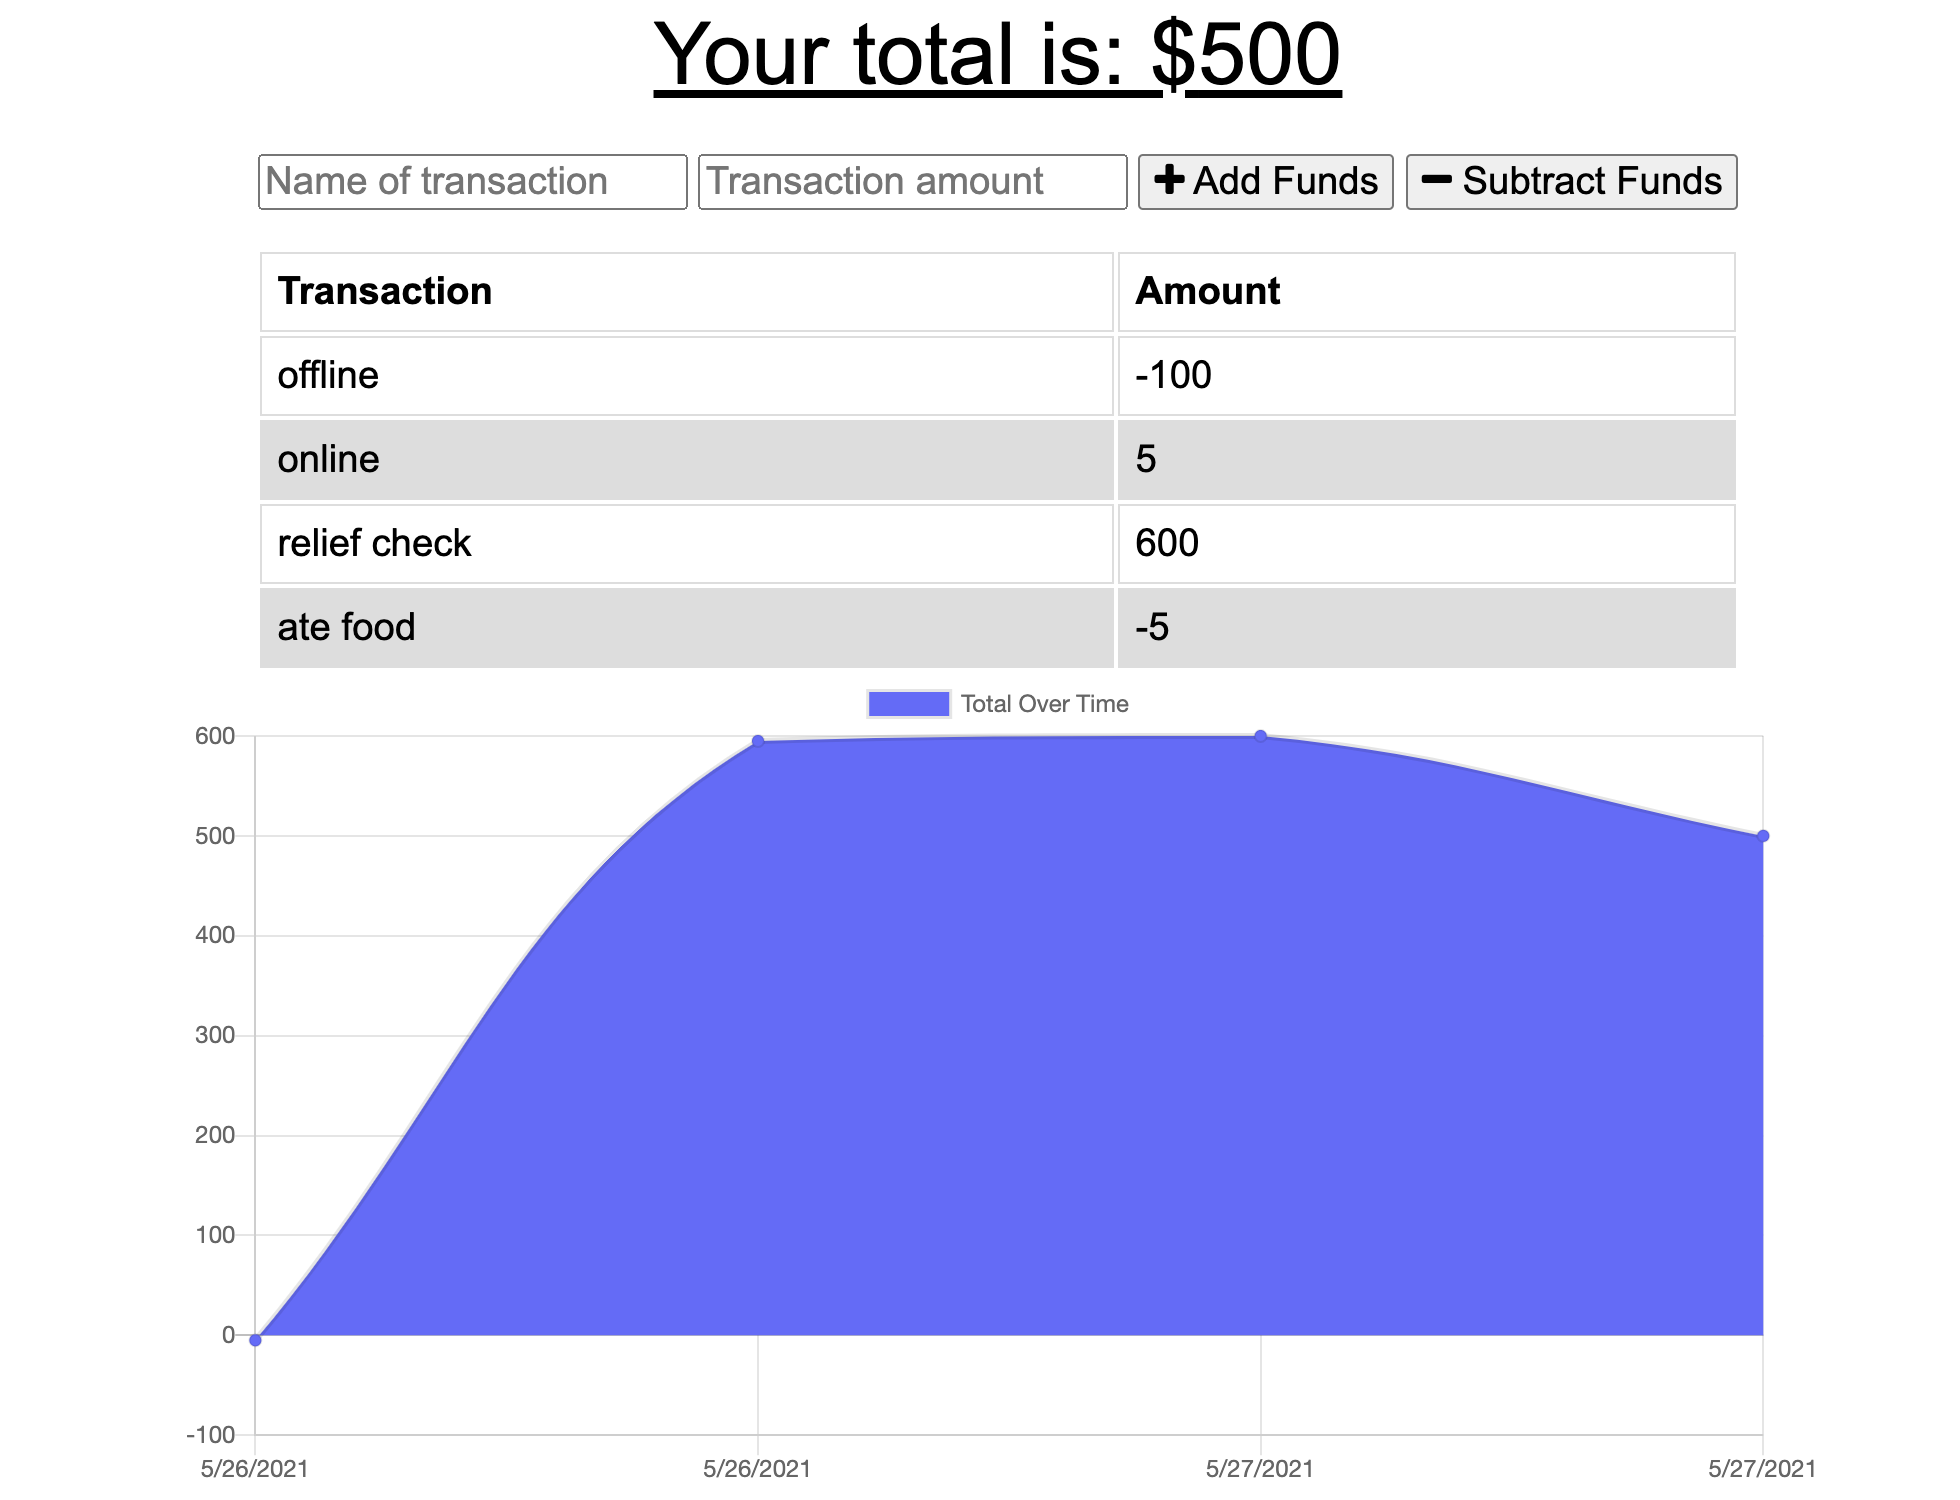 Your total is: $500
Name of transaction Transaction amount Add Funds Subtract Funds
Transaction Amount
offline -100
online 5
relief check 600
ate food -5
Total Over Time
600
500
400
300
200
100
0
-100
5/26/2021 5/26/2021 5/27/2021 5/27/2021